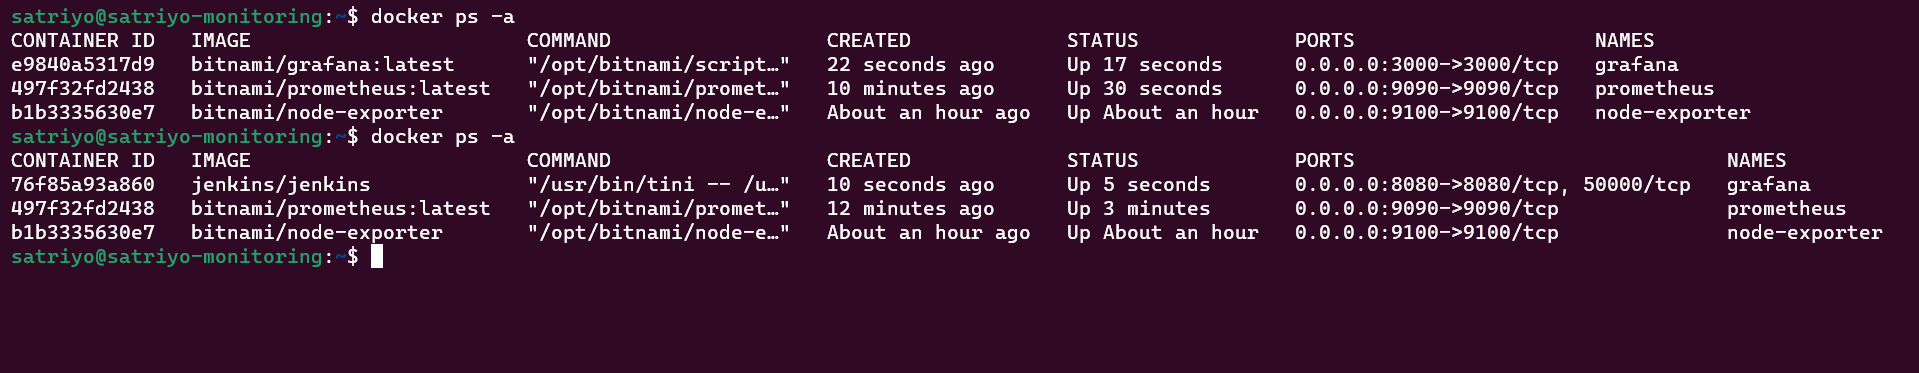 satriyo@satriyo-monitoring:~$ docker ps -a
CONTAINER ID   IMAGE                       COMMAND                  CREATED             STATUS             PORTS                    NAMES
e9840a5317d9   bitnami/grafana:latest      "/opt/bitnami/script…"   22 seconds ago      Up 17 seconds      0.0.0.0:3000->3000/tcp   grafana
497f32fd2438   bitnami/prometheus:latest   "/opt/bitnami/promet…"   10 minutes ago      Up 30 seconds      0.0.0.0:9090->9090/tcp   prometheus
b1b3335630e7   bitnami/node-exporter       "/opt/bitnami/node-e…"   About an hour ago   Up About an hour   0.0.0.0:9100->9100/tcp   node-exporter
satriyo@satriyo-monitoring:~$ docker ps -a
CONTAINER ID   IMAGE                       COMMAND                  CREATED             STATUS             PORTS                               NAMES
76f85a93a860   jenkins/jenkins             "/usr/bin/tini -- /u…"   10 seconds ago      Up 5 seconds       0.0.0.0:8080->8080/tcp, 50000/tcp   grafana
497f32fd2438   bitnami/prometheus:latest   "/opt/bitnami/promet…"   12 minutes ago      Up 3 minutes       0.0.0.0:9090->9090/tcp              prometheus
b1b3335630e7   bitnami/node-exporter       "/opt/bitnami/node-e…"   About an hour ago   Up About an hour   0.0.0.0:9100->9100/tcp              node-exporter
satriyo@satriyo-monitoring:~$